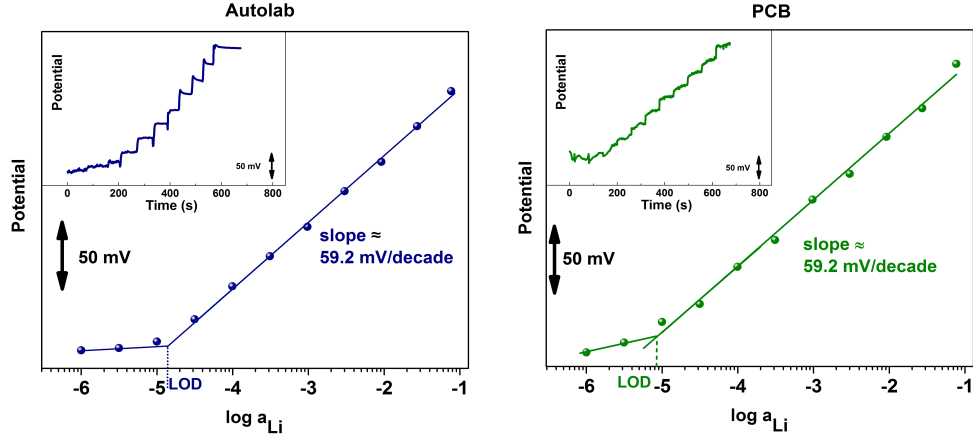 Autolab
Potential
50 mV
0 200 400 600 800
Time (s)
Potential
50 mV
slope ≈
59.2 mV/decade
LOD
-6 -5 -4 -3 -2 -1
log a Li
PCB
Potential
50 mV
0 200 400 600 800
Time (s)
Potential
50 mV
slope ≈
59.2 mV/decade
LOD
-6 -5 -4 -3 -2 -1
log a Li